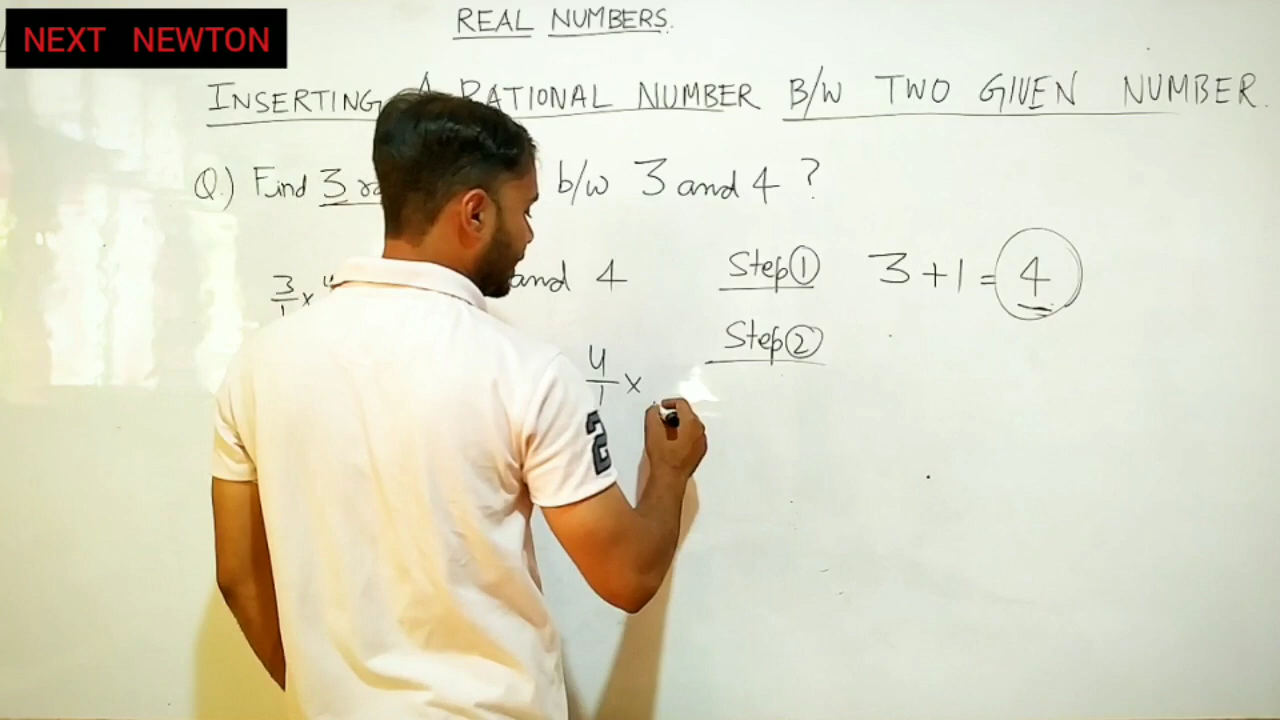 NEXT NEWTON
REAL NUMBERS.
INSERTING A RATIONAL NUMBER B/W TWO GIVEN NUMBER.
Q.) Find 3 b/w 3 and 4 ?
3/1 × and 4
Step① 3 + 1 = 4
Step②
4/1 ×
2